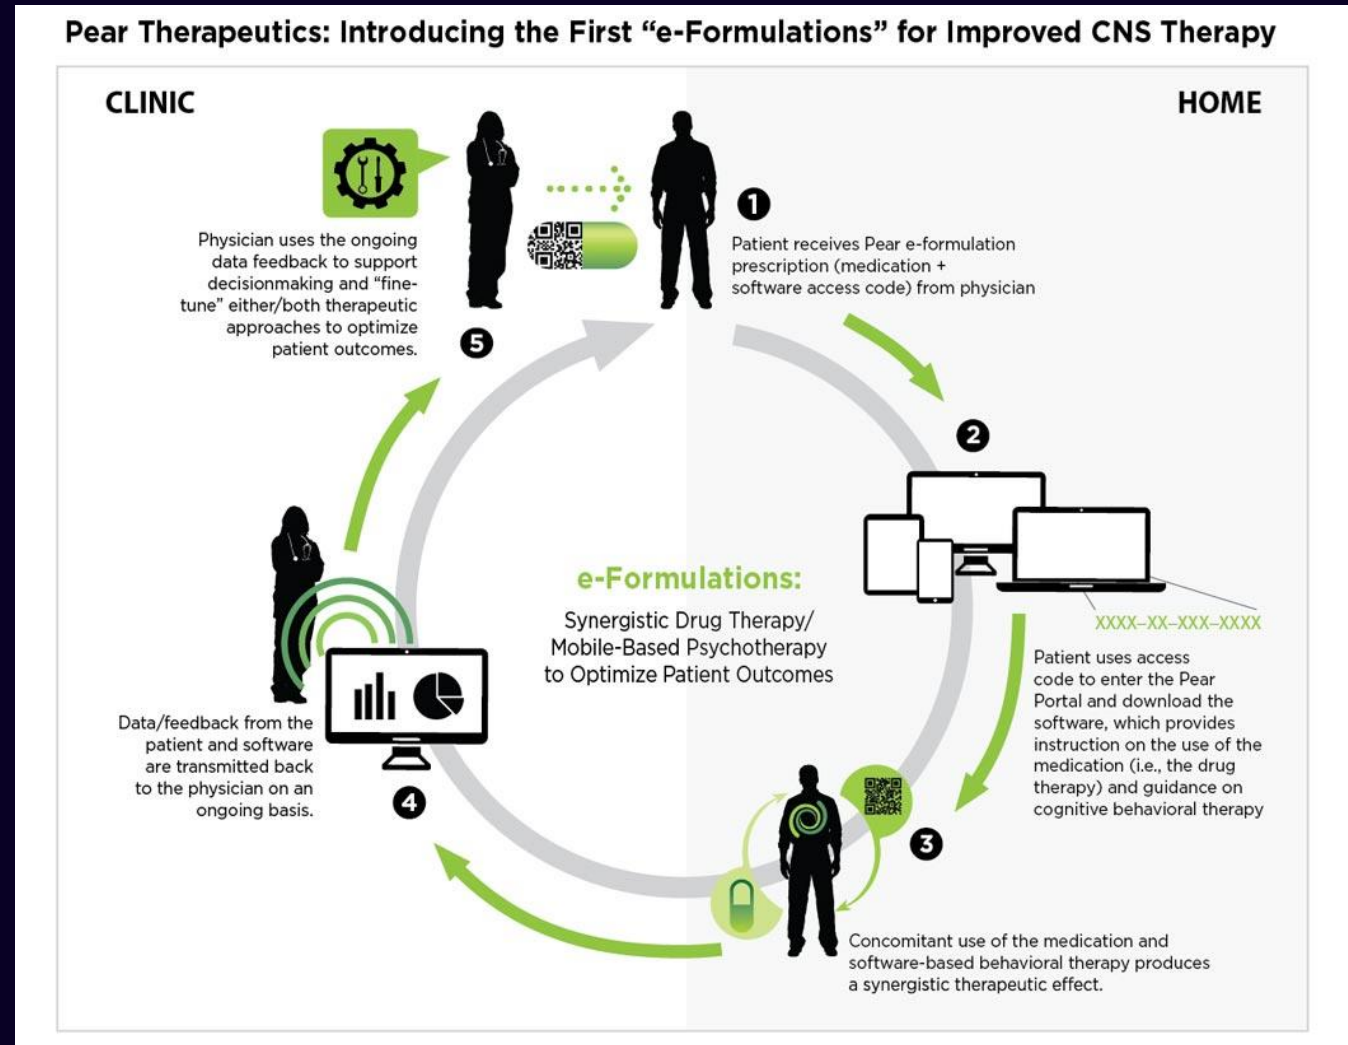 Pear Therapeutics: Introducing the First “e-Formulations” for Improved CNS Therapy
CLINIC
HOME
1
Patient receives Pear e-formulation
prescription (medication +
software access code) from physician
2
XXXX–XX–XXX–XXXX
Patient uses access
code to enter the Pear
Portal and download the
software, which provides
instruction on the use of the
medication (i.e., the drug
therapy) and guidance on
cognitive behavioral therapy
3
Concomitant use of the medication and
software-based behavioral therapy produces
a synergistic therapeutic effect.
4
Data/feedback from the
patient and software
are transmitted back
to the physician on an
ongoing basis.
5
Physician uses the ongoing
data feedback to support
decisionmaking and “fine-
tune” either/both therapeutic
approaches to optimize
patient outcomes.
e-Formulations:
Synergistic Drug Therapy/
Mobile-Based Psychotherapy
to Optimize Patient Outcomes